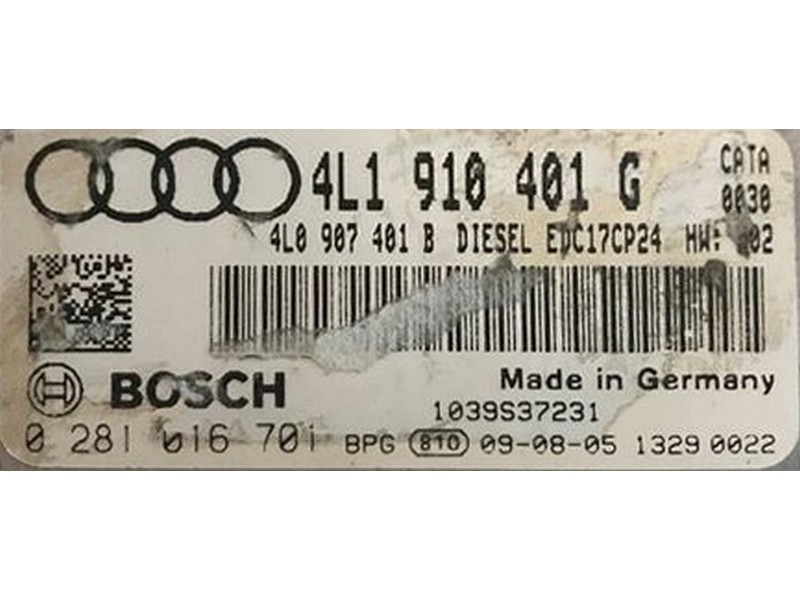 4L1 910 401 G CATA
0030
4L0 907 401 B DIESEL EDC17CP24 HW:
BOSCH
Made in Germany
1039S37231
0 281 016 701 BPG 810 09-08-05 1329 0022